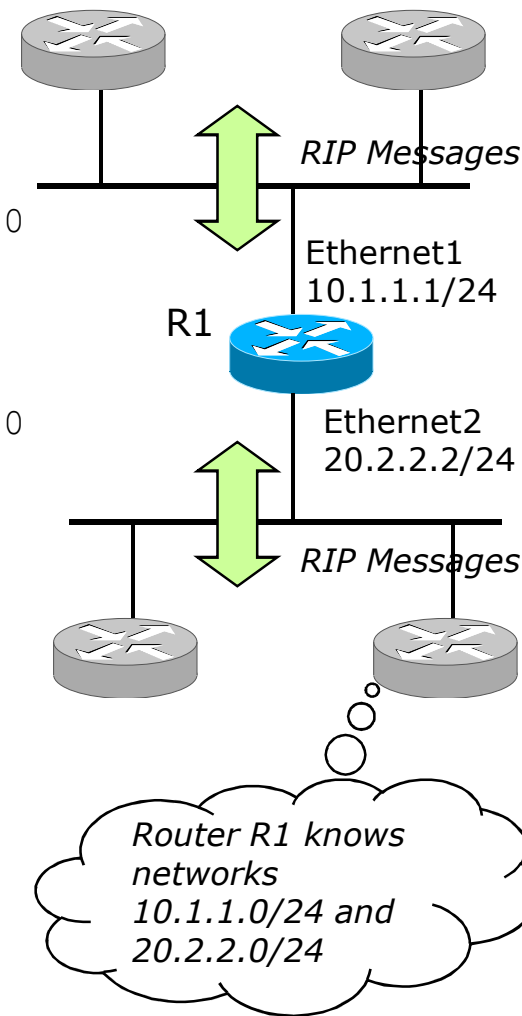 RIP Messages
0
Ethernet1
10.1.1.1/24
R1
0
Ethernet2
20.2.2.2/24
RIP Messages
Router R1 knows
networks
10.1.1.0/24 and
20.2.2.0/24